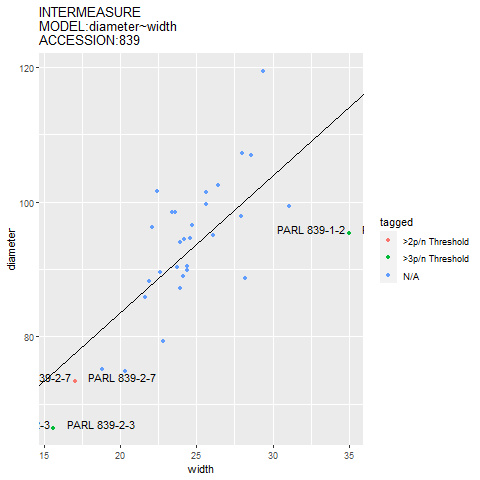 INTERMEASURE
MODEL:diameter~width
ACCESSION:839
120
100
80
diameter
PARL 839-1-2
39-2-7
PARL 839-2-7
-3
PARL 839-2-3
15
20
25
30
35
width
tagged
>2p/n Threshold
>3p/n Threshold
N/A